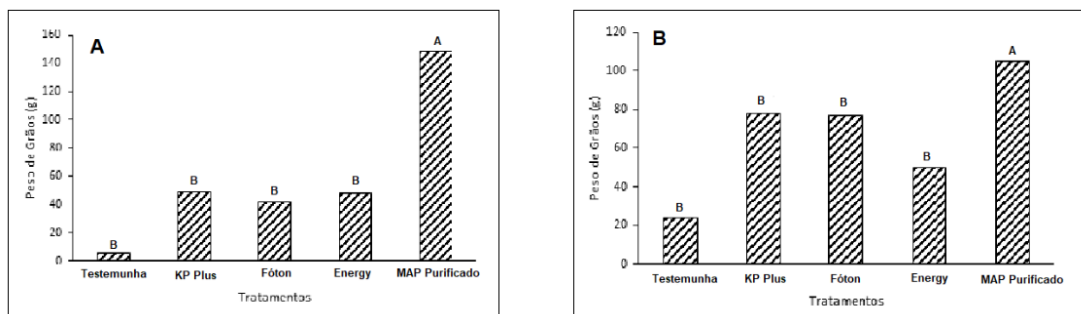 A
Peso de Grãos (g)
160
140
120
100
80
60
40
20
0
B
B
B
B
A
Testemunha KP Plus Fóton Energy MAP Purificado
Tratamentos
B
Peso de Grãos (g)
120
100
80
60
40
20
0
B
B
B
B
A
Testemunha KP Plus Fóton Energy MAP Purificado
Tratamentos